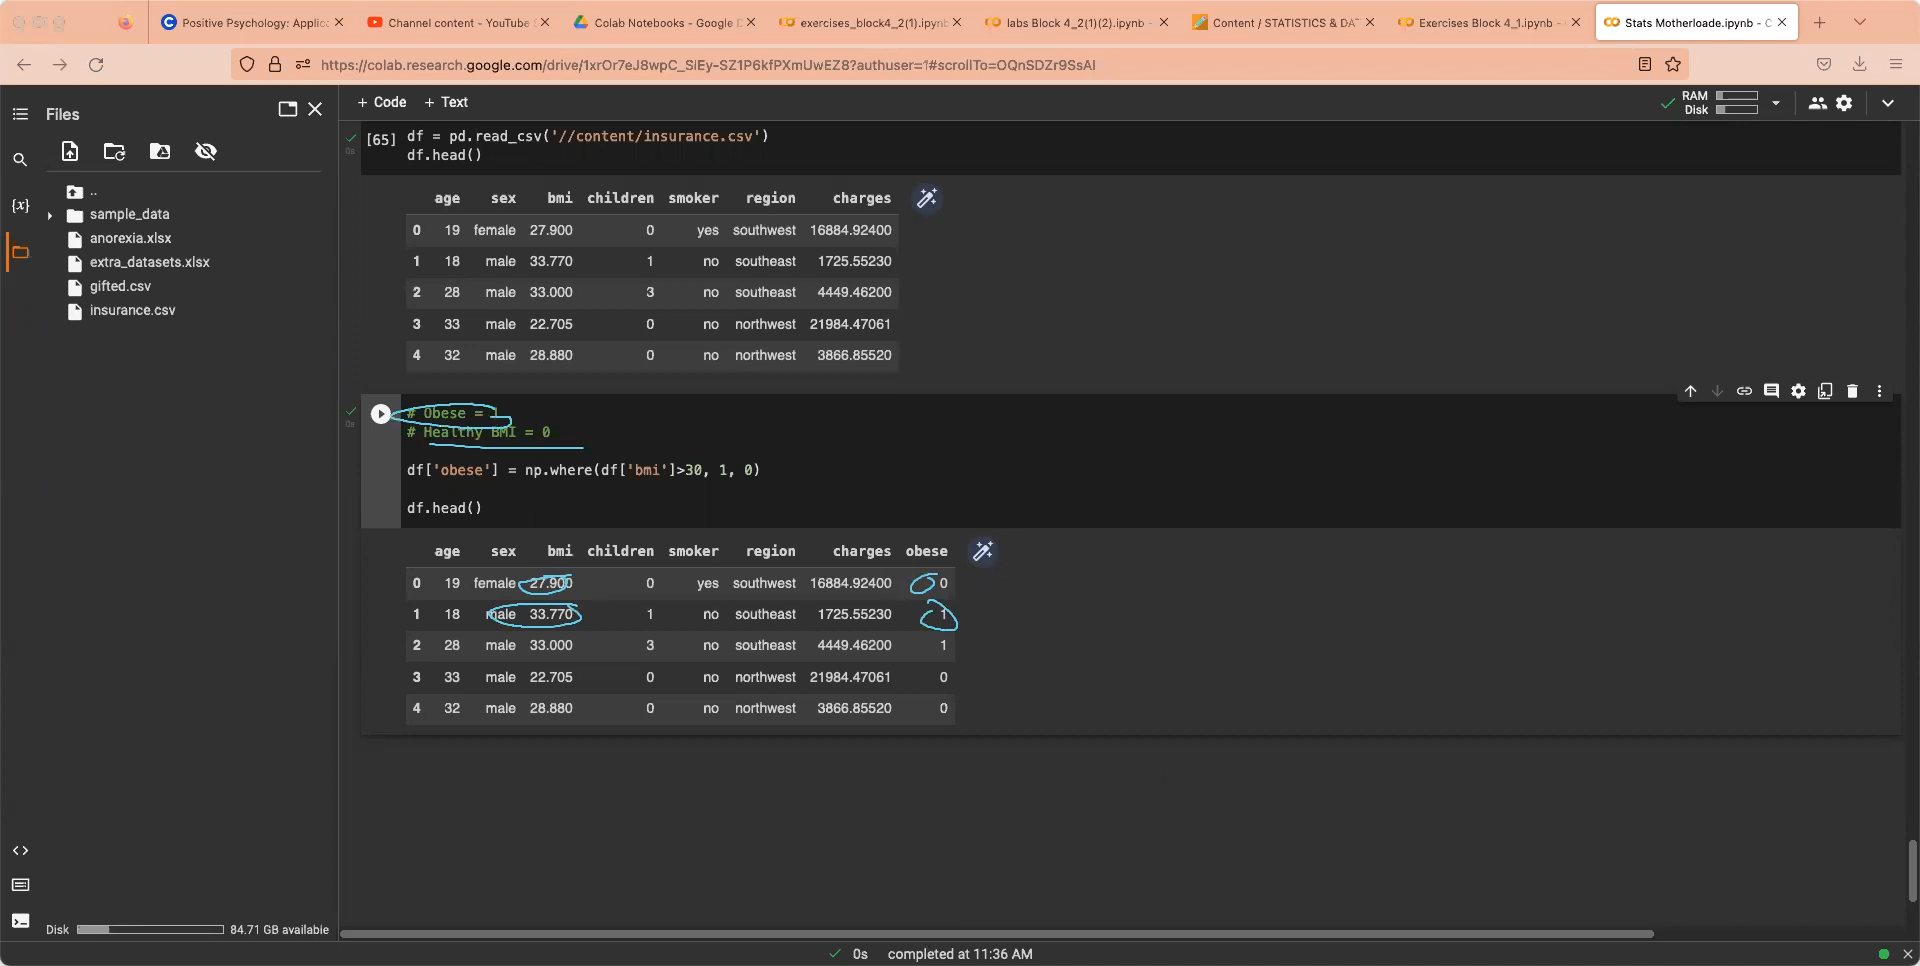 Positive Psychology: Applic
Channel content - YouTube S
Colab Notebooks - Google D
exercises_block4_2(1).ipynb
labs Block 4_2(1)(2).ipynb -
Content / STATISTICS & DAT
Exercises Block 4_1.ipynb -
Stats Motherloade.ipynb - C
https://colab.research.google.com/drive/1xrOr7eJ8wpC_SiEy-SZ1P6kfPXmUwEZ8?authuser=1#scrollTo=OQnSDZr9SsAI
Files
+ Code + Text
RAM
Disk
{x}
..
sample_data
anorexia.xlsx
extra_datasets.xlsx
gifted.csv
insurance.csv
[65] df = pd.read_csv('//content/insurance.csv')
0s df.head()
age sex bmi children smoker region charges
0 19 female 27.900 0 yes southwest 16884.92400
1 18 male 33.770 1 no southeast 1725.55230
2 28 male 33.000 3 no southeast 4449.46200
3 33 male 22.705 0 no northwest 21984.47061
4 32 male 28.880 0 no northwest 3866.85520
# Obese = 1
0s
# Healthy BMI = 0
df['obese'] = np.where(df['bmi']>30, 1, 0)
df.head()
age sex bmi children smoker region charges obese
0 19 female 27.900 0 yes southwest 16884.92400 0
1 18 male 33.770 1 no southeast 1725.55230 1
2 28 male 33.000 3 no southeast 4449.46200 1
3 33 male 22.705 0 no northwest 21984.47061 0
4 32 male 28.880 0 no northwest 3866.85520 0
Disk 84.71 GB available
0s completed at 11:36 AM